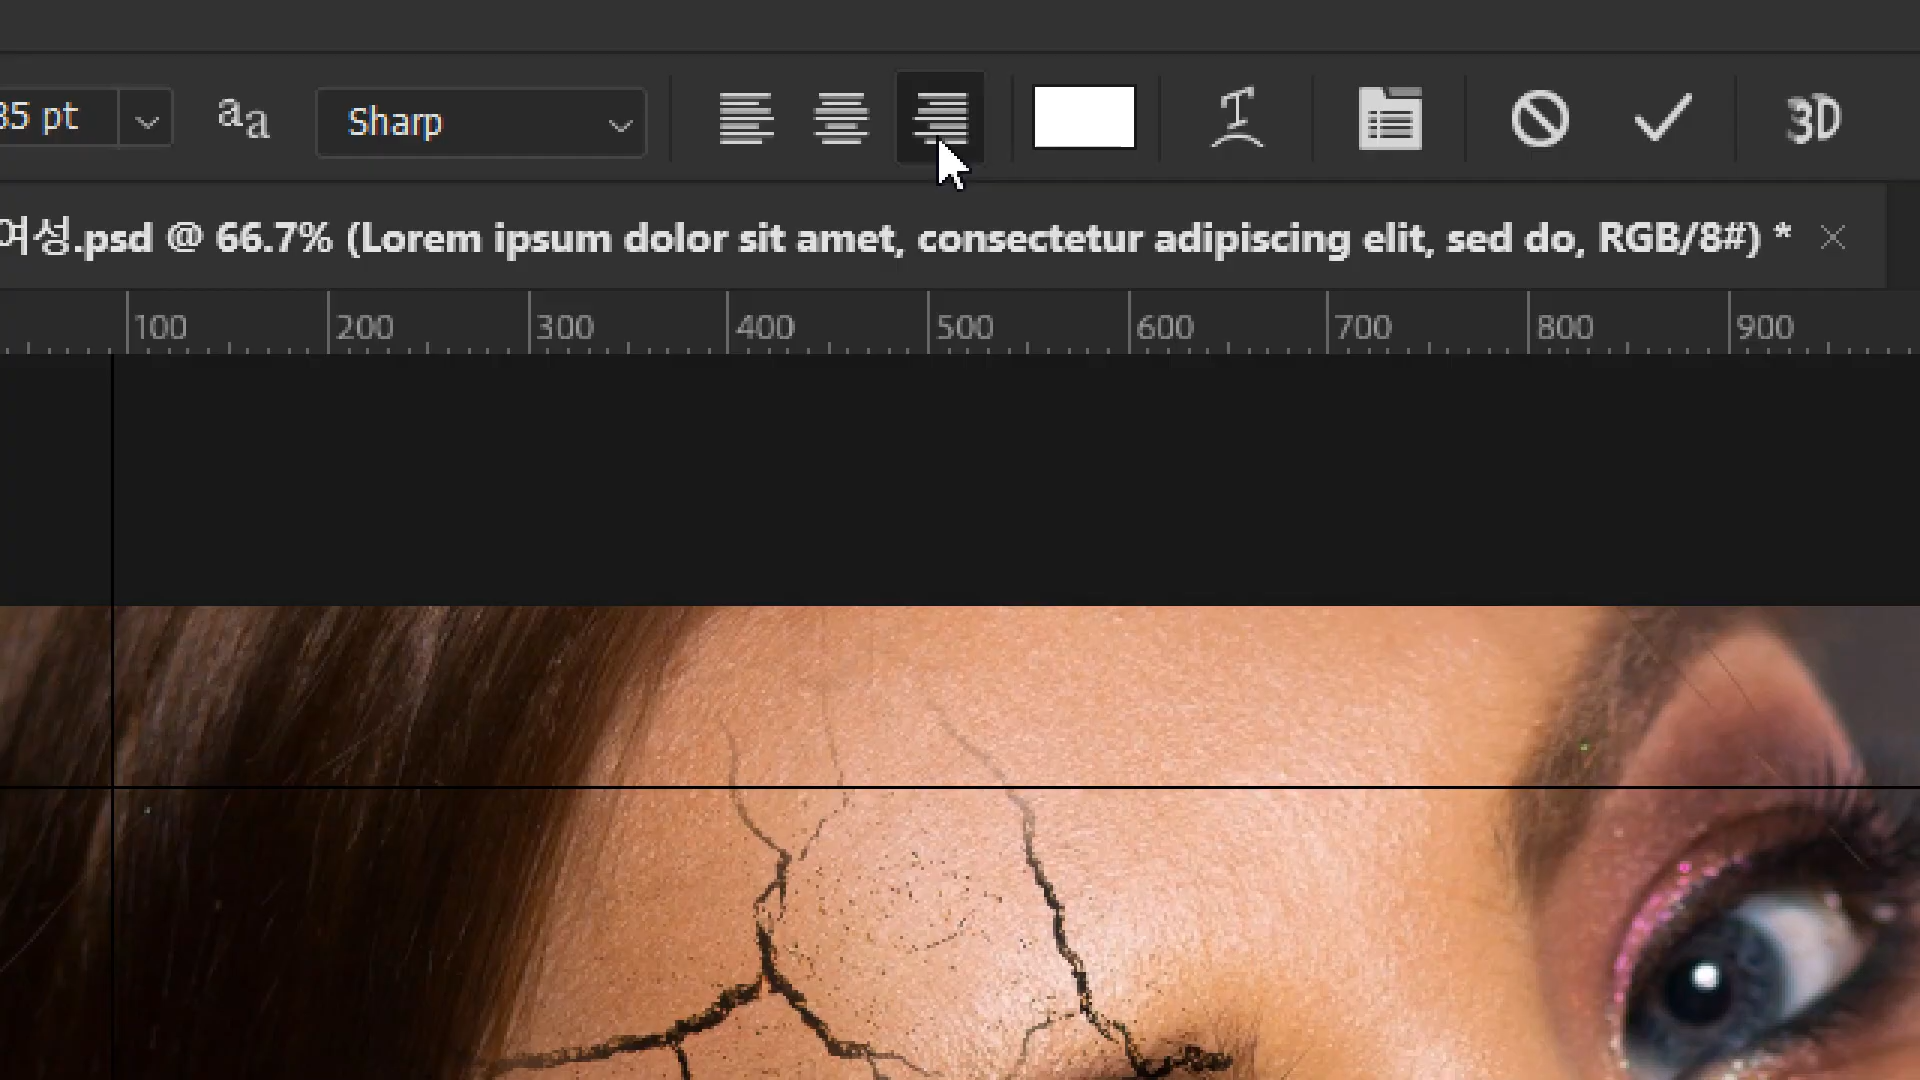 35 pt
aa
Sharp
3D
여성.psd @ 66.7% (Lorem ipsum dolor sit amet, consectetur adipiscing elit, sed do, RGB/8#) *
100 200 300 400 500 600 700 800 900